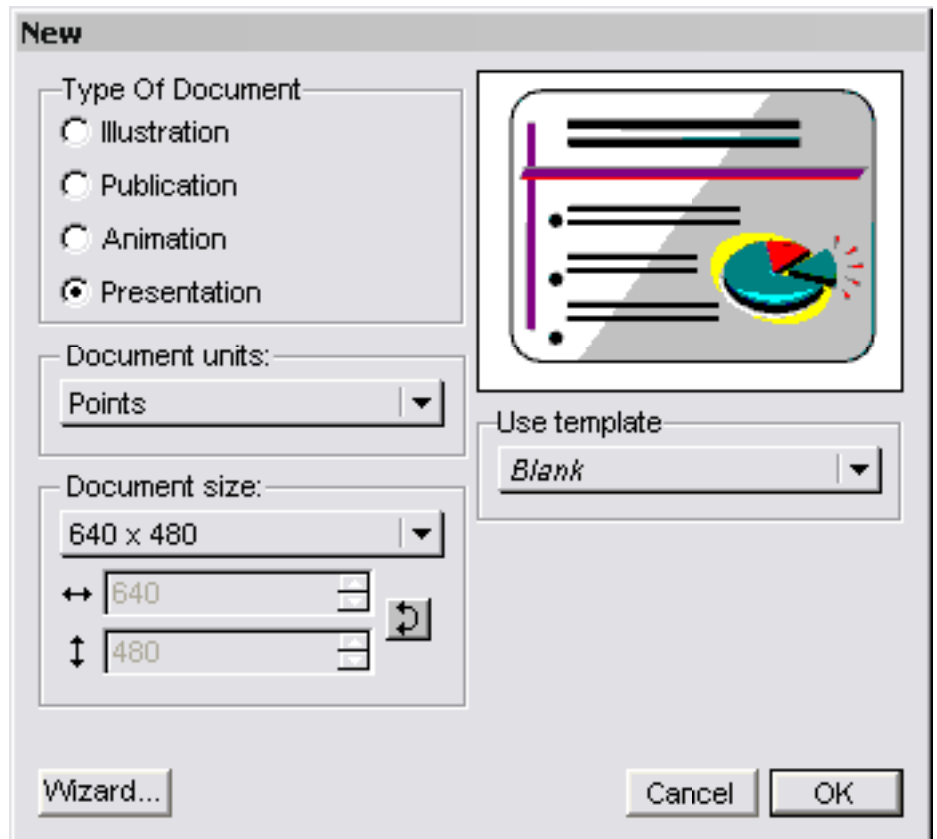 New
Type Of Document
Illustration
Publication
Animation
Presentation
Document units:
Points
Use template
Blank
Document size:
640 x 480
640
480
Wizard...
Cancel
OK